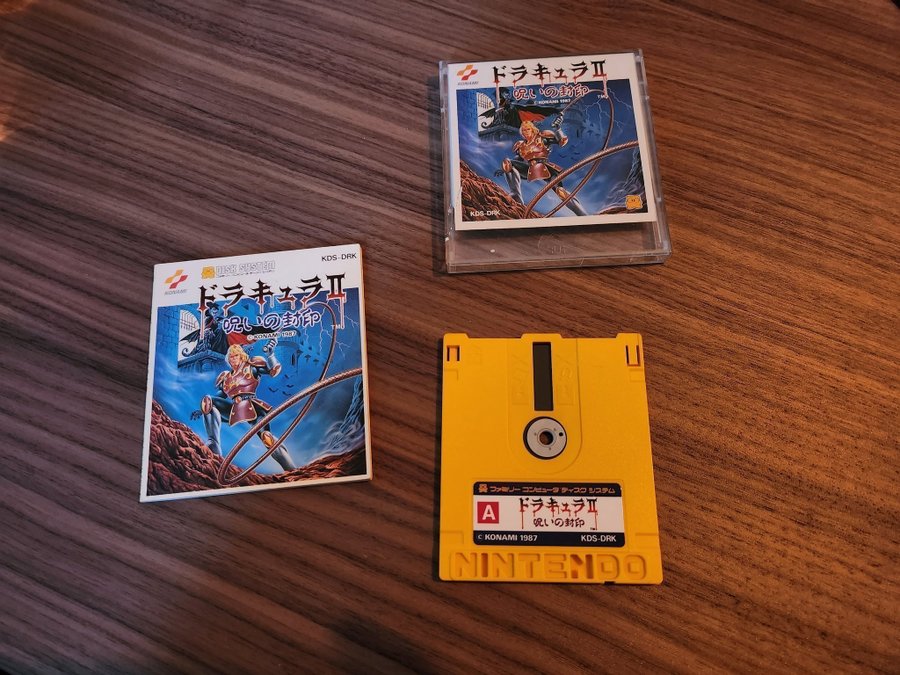 KONAMI
ドラキュラII
呪いの封印
TM
© KONAMI 1987
KDS-DRK
DISK SYSTEM
KDS-DRK
KONAMI
ドラキュラII
呪いの封印
TM
© KONAMI 1987
ファミリー コンピュータ ディスク システム
A
ドラキュラII
呪いの封印
TM
© KONAMI 1987
KDS-DRK
NINTENDO